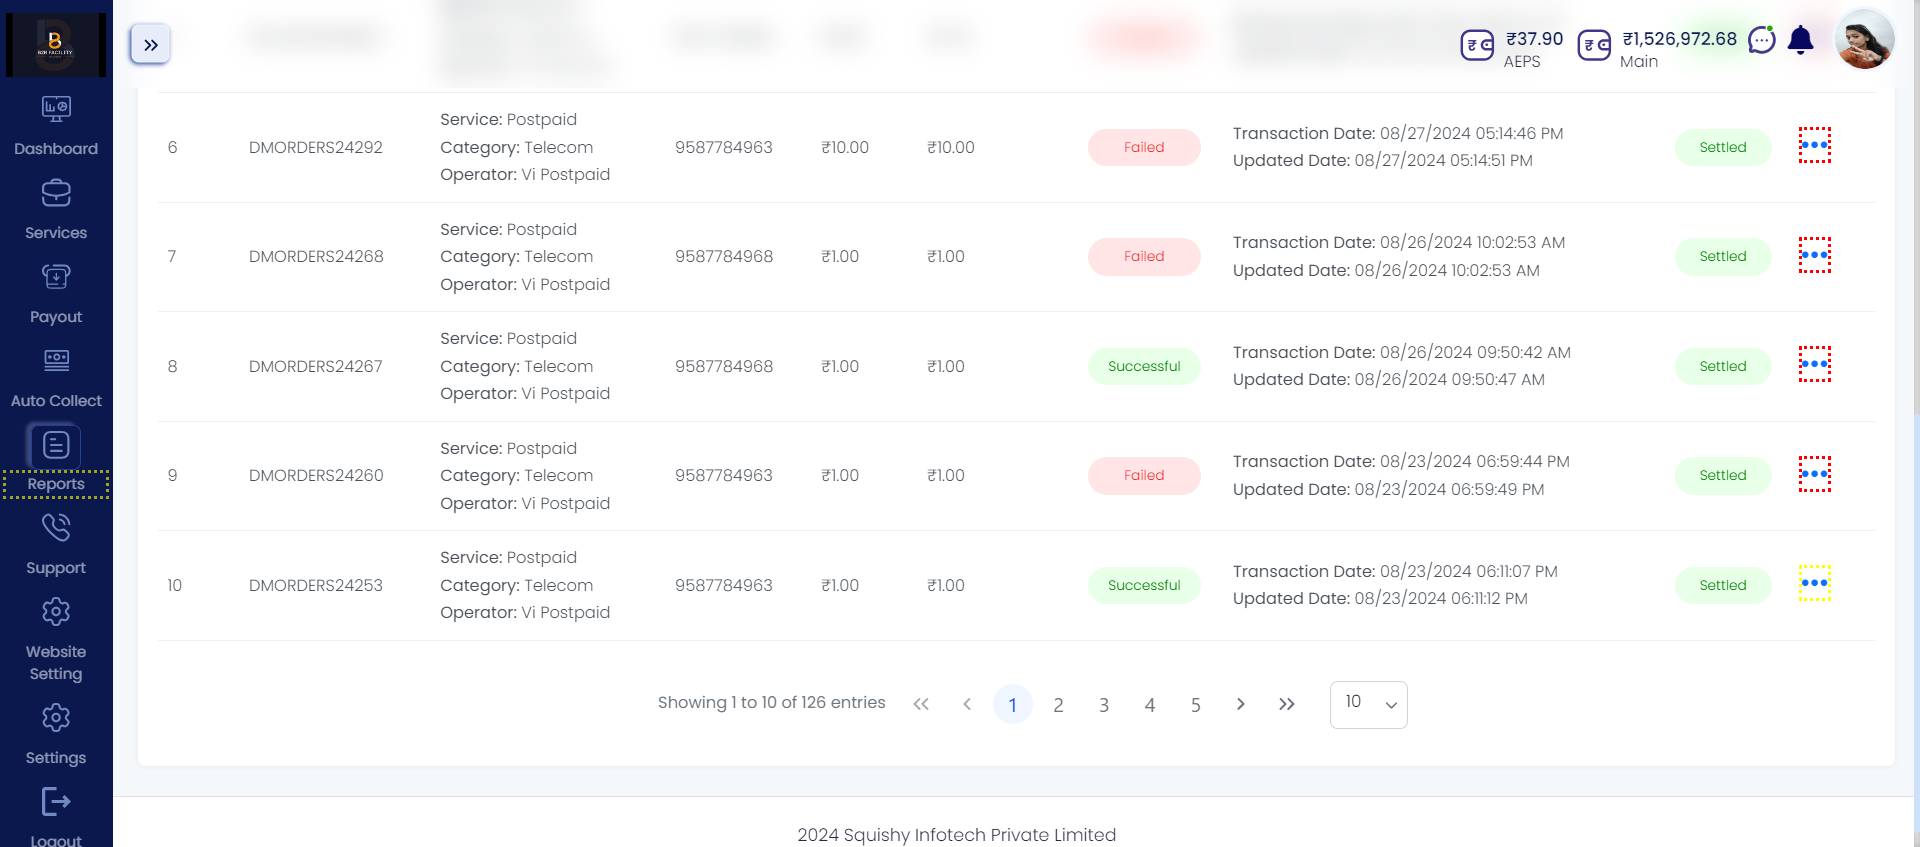 B2B FACILITY
₹37.90
AEPS
₹1,526,972.68
Main
Dashboard
Services
Payout
Auto Collect
Reports
Support
Website
Setting
Settings
Logout
6 DMORDERS24292 Service: Postpaid Category: Telecom Operator: Vi Postpaid 9587784963 ₹10.00 ₹10.00 Failed Transaction Date: 08/27/2024 05:14:46 PM Updated Date: 08/27/2024 05:14:51 PM Settled
7 DMORDERS24268 Service: Postpaid Category: Telecom Operator: Vi Postpaid 9587784968 ₹1.00 ₹1.00 Failed Transaction Date: 08/26/2024 10:02:53 AM Updated Date: 08/26/2024 10:02:53 AM Settled
8 DMORDERS24267 Service: Postpaid Category: Telecom Operator: Vi Postpaid 9587784968 ₹1.00 ₹1.00 Successful Transaction Date: 08/26/2024 09:50:42 AM Updated Date: 08/26/2024 09:50:47 AM Settled
9 DMORDERS24260 Service: Postpaid Category: Telecom Operator: Vi Postpaid 9587784963 ₹1.00 ₹1.00 Failed Transaction Date: 08/23/2024 06:59:44 PM Updated Date: 08/23/2024 06:59:49 PM Settled
10 DMORDERS24253 Service: Postpaid Category: Telecom Operator: Vi Postpaid 9587784963 ₹1.00 ₹1.00 Successful Transaction Date: 08/23/2024 06:11:07 PM Updated Date: 08/23/2024 06:11:12 PM Settled
Showing 1 to 10 of 126 entries 1 2 3 4 5 10
2024 Squishy Infotech Private Limited